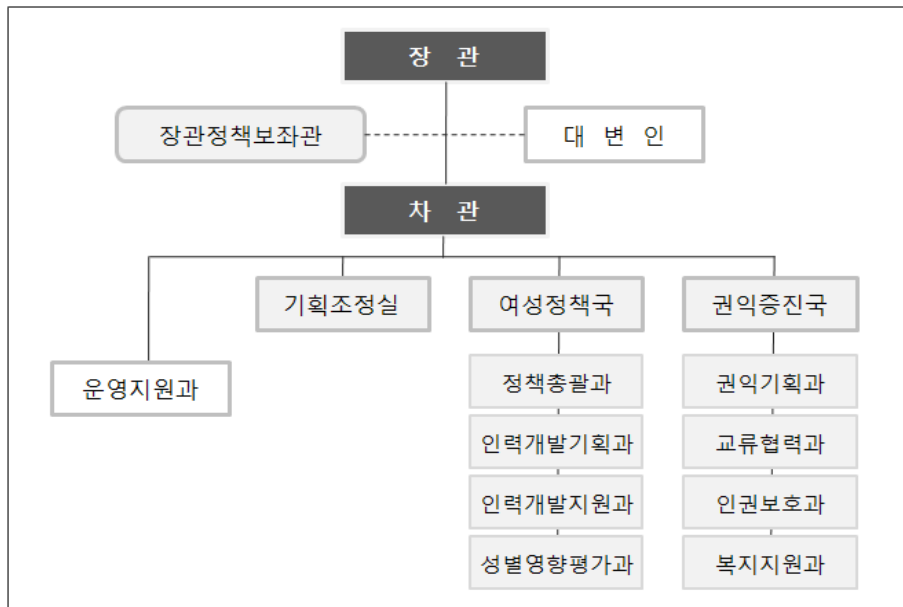 장 관
장관정책보좌관
대 변 인
차 관
기획조정실
여성정책국
권익증진국
운영지원과
정책총괄과
권익기획과
인력개발기획과
교류협력과
인력개발지원과
인권보호과
성별영향평가과
복지지원과